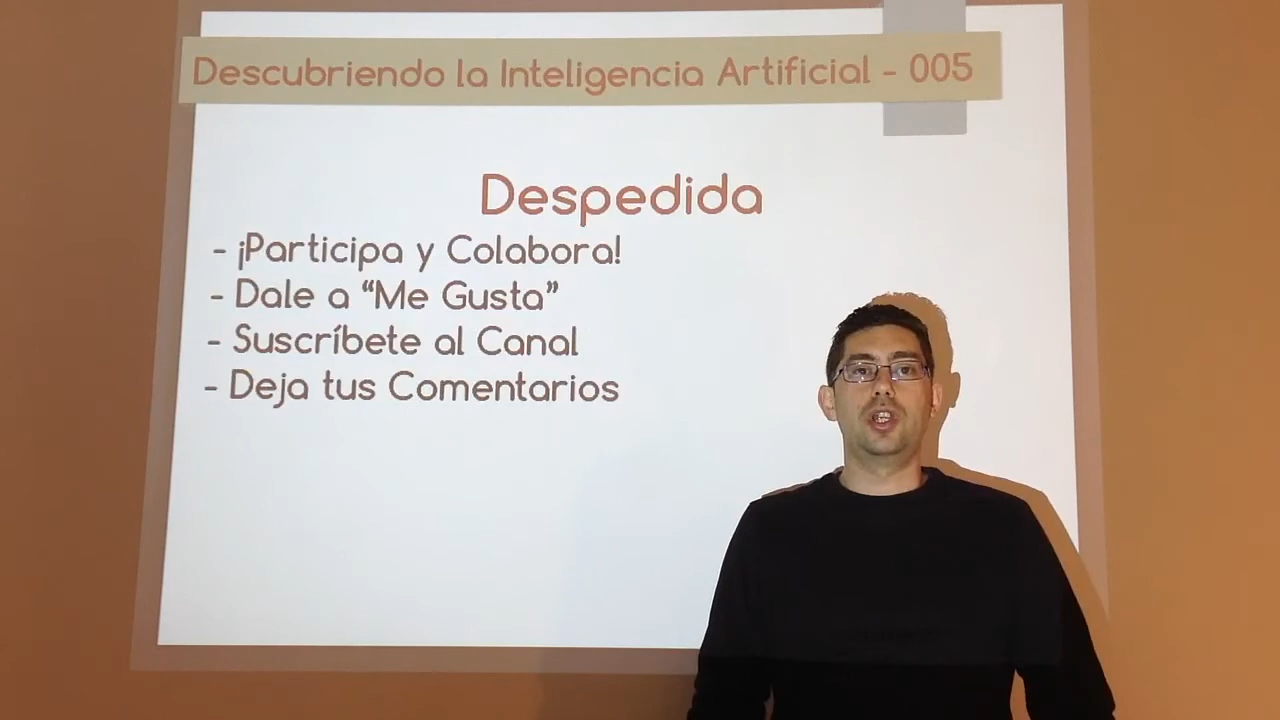 Descubriendo la Inteligencia Artificial - 005
Despedida
- ¡Participa y Colabora!
- Dale a “Me Gusta”
- Suscríbete al Canal
- Deja tus Comentarios